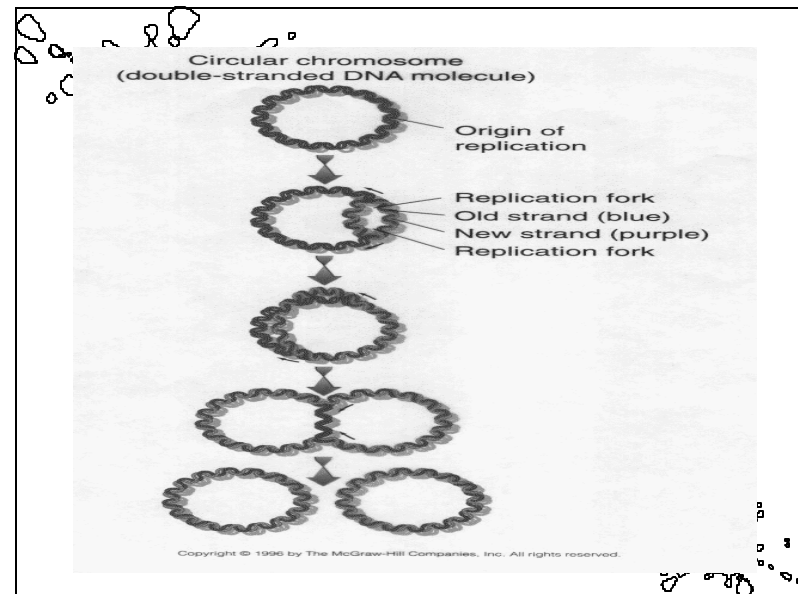 Circular chromosome
(double-stranded DNA molecule)
Origin of
replication
Replication fork
Old strand (blue)
New strand (purple)
Replication fork
Copyright © 1996 by The McGraw-Hill Companies, Inc. All rights reserved.